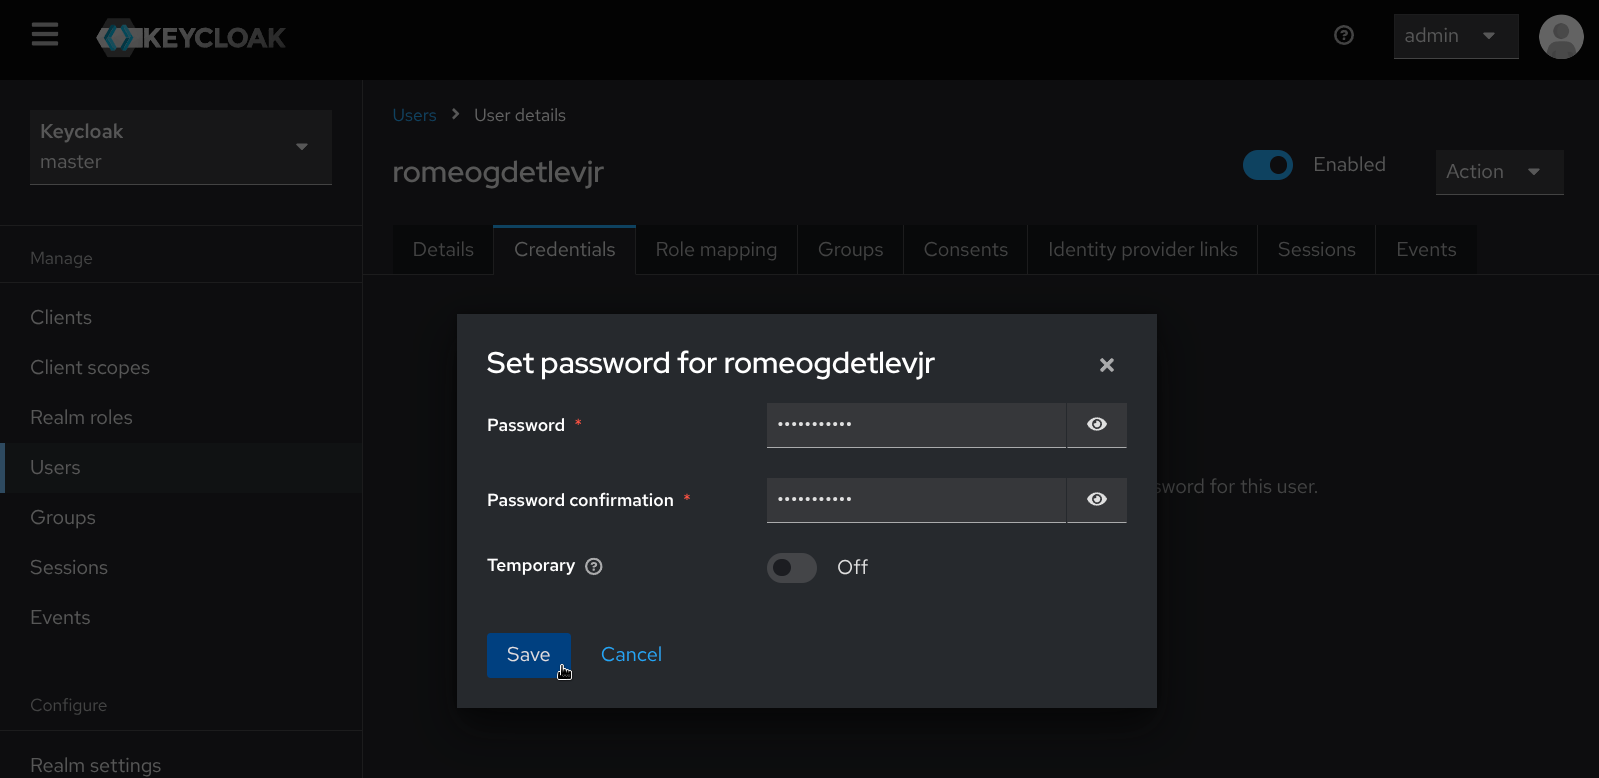 KEYCLOAK
admin
Keycloak
master
Manage
Clients
Client scopes
Realm roles
Users
Groups
Sessions
Events
Configure
Realm settings
Users > User details
romeogdetlevjr
Enabled
Action
Details Credentials Role mapping Groups Consents Identity provider links Sessions Events
for this user.
Set password for romeogdetlevjr
Password *
•••••••••••
Password confirmation *
•••••••••••
Temporary
Off
Save Cancel